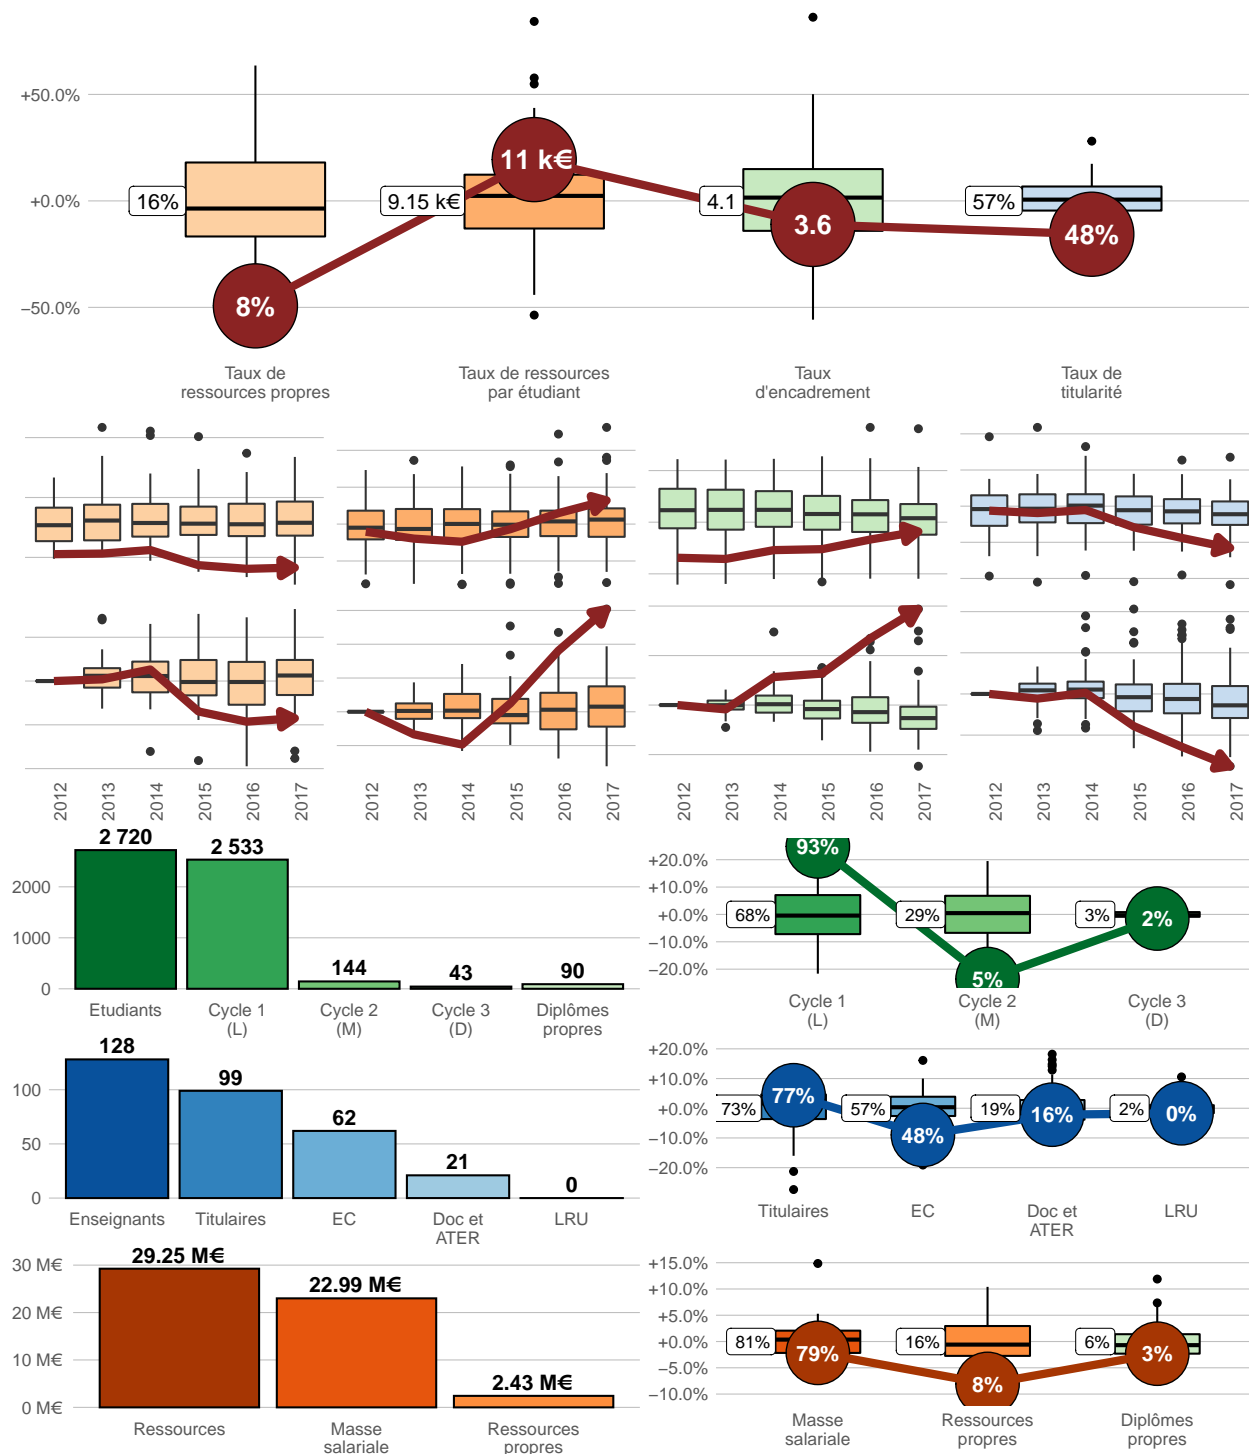 +50.0%
+0.0%
−50.0%
16%
9.15 k€
4.1
57%
8%
11 k€
3.6
48%
Taux de
ressources propres
Taux de ressources
par étudiant
Taux
d'encadrement
Taux de
titularité
2012
2013
2014
2015
2016
2017
2012
2013
2014
2015
2016
2017
2012
2013
2014
2015
2016
2017
2012
2013
2014
2015
2016
2017
2000
1000
0
2 720
2 533
144
43
90
Etudiants
Cycle 1
(L)
Cycle 2
(M)
Cycle 3
(D)
Diplômes
propres
+20.0%
+10.0%
+0.0%
−10.0%
−20.0%
68%
29%
3%
93%
5%
2%
Cycle 1
(L)
Cycle 2
(M)
Cycle 3
(D)
100
50
0
128
99
62
21
0
Enseignants
Titulaires
EC
Doc et
ATER
LRU
+20.0%
+10.0%
+0.0%
−10.0%
−20.0%
73%
57%
19%
2%
77%
48%
16%
0%
Titulaires
EC
Doc et
ATER
LRU
30 M€
20 M€
10 M€
0 M€
29.25 M€
22.99 M€
2.43 M€
Ressources
Masse
salariale
Ressources
propres
+15.0%
+10.0%
+5.0%
+0.0%
−5.0%
−10.0%
81%
16%
6%
79%
8%
3%
Masse
salariale
Ressources
propres
Diplômes
propres